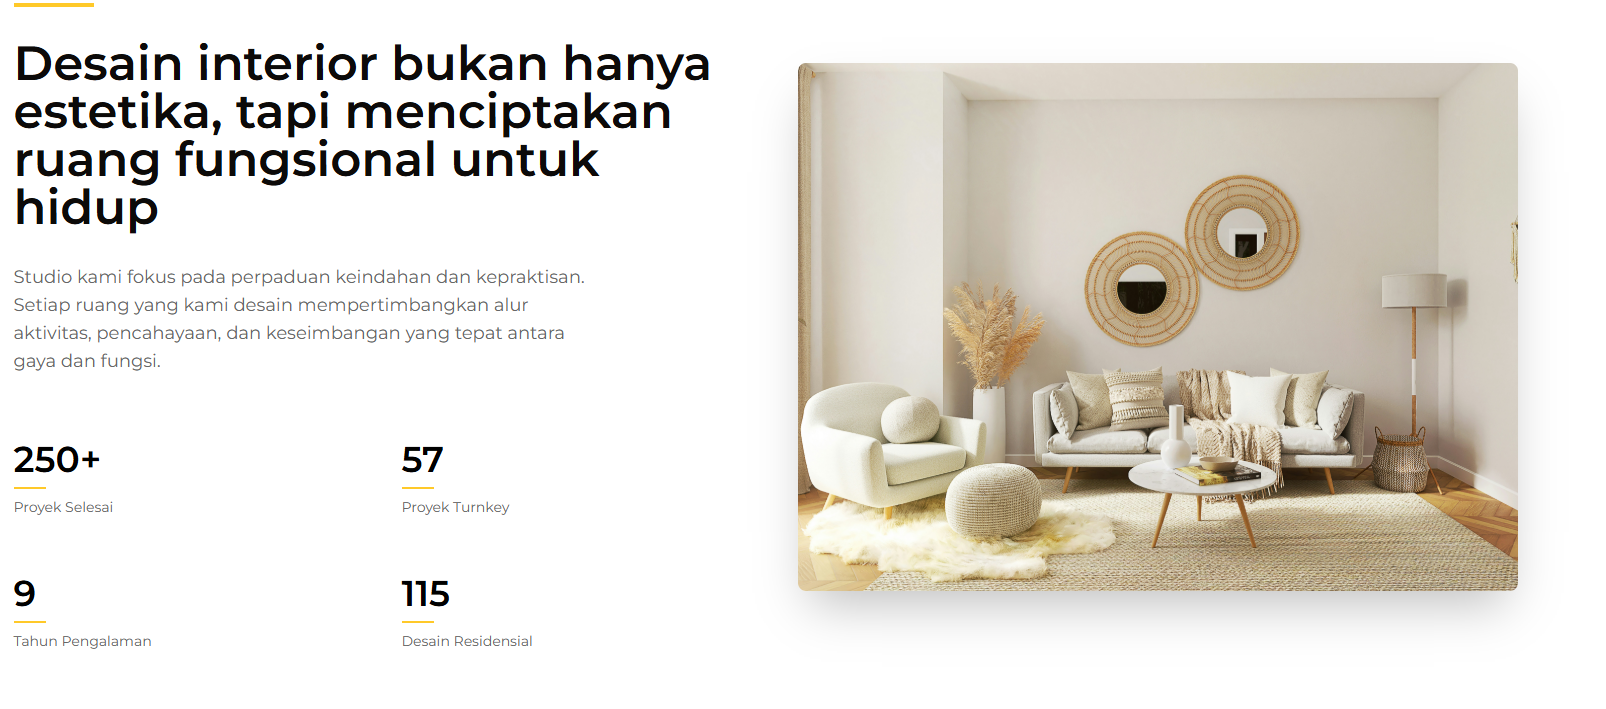 Desain interior bukan hanya
estetika, tapi menciptakan
ruang fungsional untuk
hidup
Studio kami fokus pada perpaduan keindahan dan kepraktisan.
Setiap ruang yang kami desain mempertimbangkan alur
aktivitas, pencahayaan, dan keseimbangan yang tepat antara
gaya dan fungsi.
250+
Proyek Selesai
57
Proyek Turnkey
9
Tahun Pengalaman
115
Desain Residensial